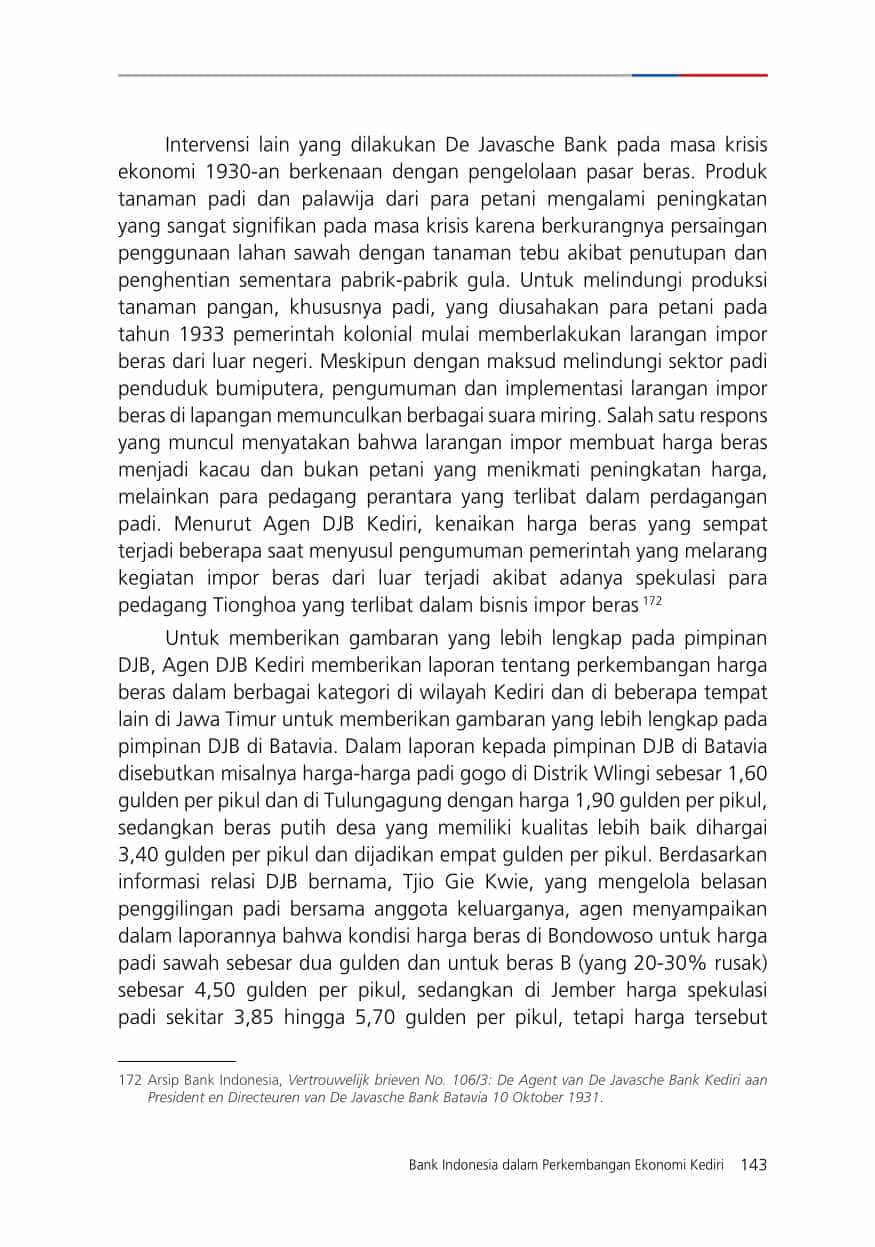 Intervensi lain yang dilakukan De Javasche Bank pada masa krisis
ekonomi 1930-an berkenaan dengan pengelolaan pasar beras. Produk
tanaman padi dan palawija dari para petani mengalami peningkatan
yang sangat signifikan pada masa krisis karena berkurangnya persaingan
penggunaan lahan sawah dengan tanaman tebu akibat penutupan dan
penghentian sementara pabrik-pabrik gula. Untuk melindungi produksi
tanaman pangan, khususnya padi, yang diusahakan para petani pada
tahun 1933 pemerintah kolonial mulai memberlakukan larangan impor
beras dari luar negeri. Meskipun dengan maksud melindungi sektor padi
penduduk bumiputera, pengumuman dan implementasi larangan impor
beras di lapangan memunculkan berbagai suara miring. Salah satu respons
yang muncul menyatakan bahwa larangan impor membuat harga beras
menjadi kacau dan bukan petani yang menikmati peningkatan harga,
melainkan para pedagang perantara yang terlibat dalam perdagangan
padi. Menurut Agen DJB Kediri, kenaikan harga beras yang sempat
terjadi beberapa saat menyusul pengumuman pemerintah yang melarang
kegiatan impor beras dari luar terjadi akibat adanya spekulasi para
pedagang Tionghoa yang terlibat dalam bisnis impor beras 172
Untuk memberikan gambaran yang lebih lengkap pada pimpinan
DJB, Agen DJB Kediri memberikan laporan tentang perkembangan harga
beras dalam berbagai kategori di wilayah Kediri dan di beberapa tempat
lain di Jawa Timur untuk memberikan gambaran yang lebih lengkap pada
pimpinan DJB di Batavia. Dalam laporan kepada pimpinan DJB di Batavia
disebutkan misalnya harga-harga padi gogo di Distrik Wlingi sebesar 1,60
gulden per pikul dan di Tulungagung dengan harga 1,90 gulden per pikul,
sedangkan beras putih desa yang memiliki kualitas lebih baik dihargai
3,40 gulden per pikul dan dijadikan empat gulden per pikul. Berdasarkan
informasi relasi DJB bernama, Tjio Gie Kwie, yang mengelola belasan
penggilingan padi bersama anggota keluarganya, agen menyampaikan
dalam laporannya bahwa kondisi harga beras di Bondowoso untuk harga
padi sawah sebesar dua gulden dan untuk beras B (yang 20-30% rusak)
sebesar 4,50 gulden per pikul, sedangkan di Jember harga spekulasi
padi sekitar 3,85 hingga 5,70 gulden per pikul, tetapi harga tersebut
172 Arsip Bank Indonesia, Vertrouwelijk brieven No. 106/3: De Agent van De Javasche Bank Kediri aan
President en Directeuren van De Javasche Bank Batavia 10 Oktober 1931.
Bank Indonesia dalam Perkembangan Ekonomi Kediri 143